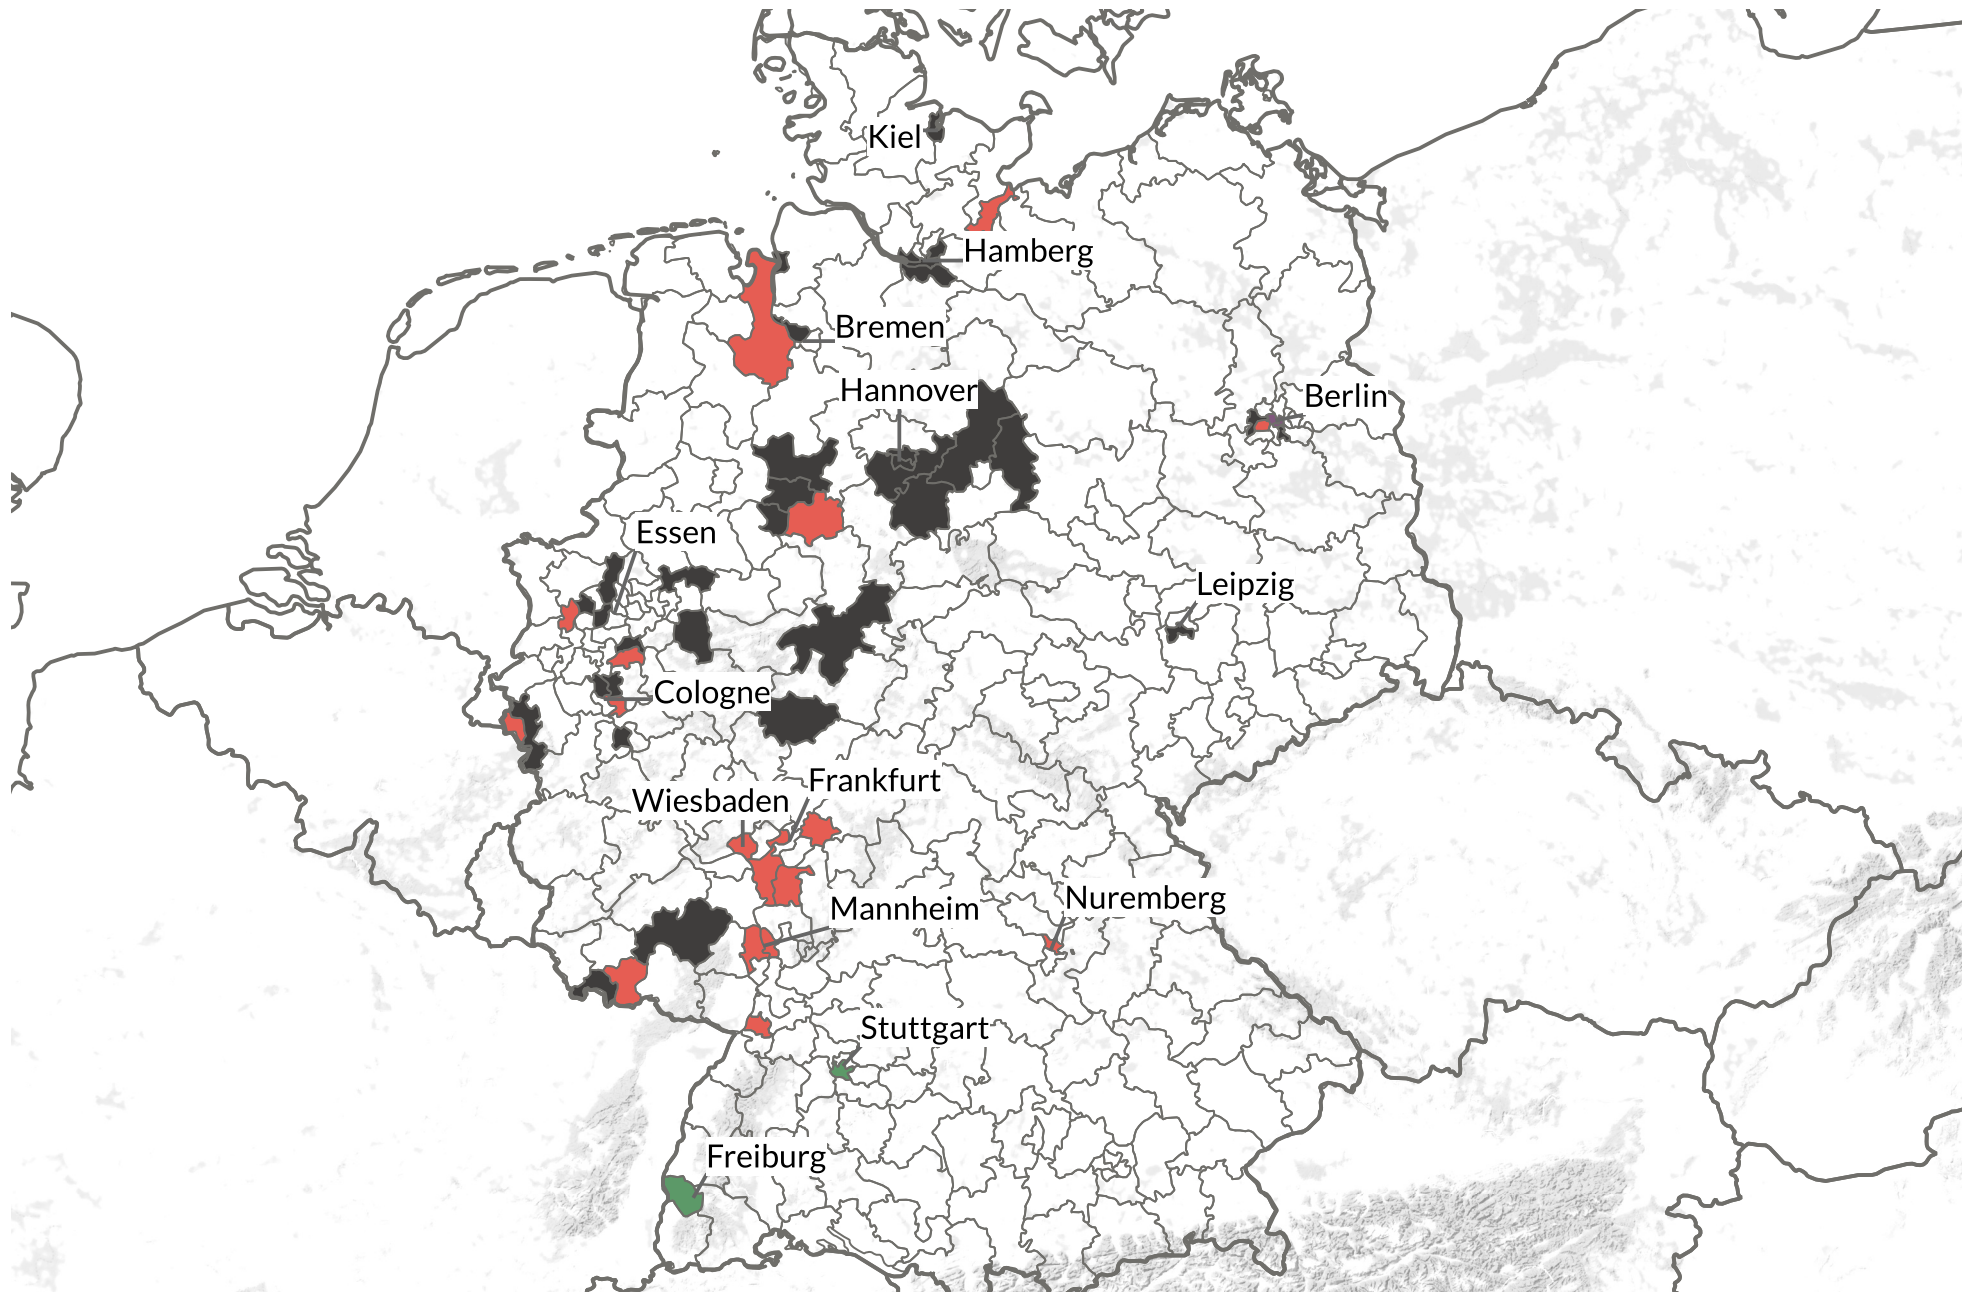 Kiel
Hamberg
Bremen
Hannover
Berlin
Essen
Leipzig
Cologne
Frankfurt
Wiesbaden
Nuremberg
Mannheim
Stuttgart
Freiburg